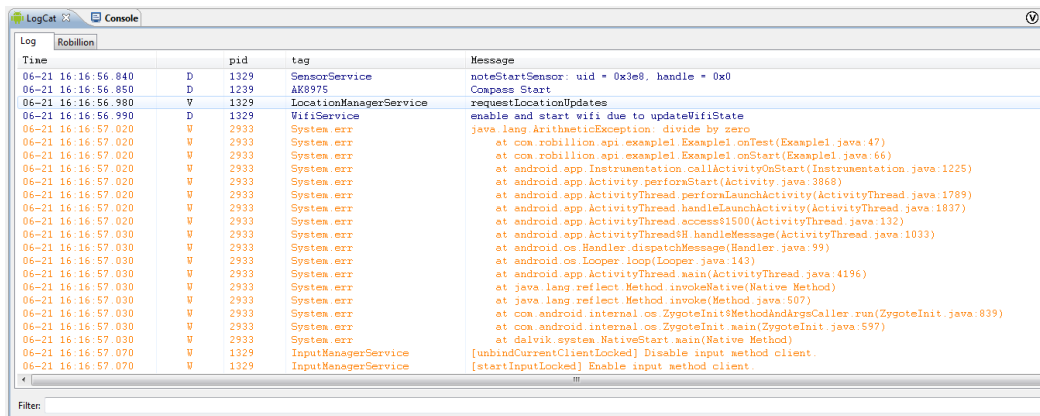 LogCat Console
Log Robillion
Time pid tag Message
06-21 16:16:56.840 D 1329 SensorService noteStartSensor: uid = 0x3e8, handle = 0x0
06-21 16:16:56.850 D 1239 AK8975 Compass Start
06-21 16:16:56.980 V 1329 LocationManagerService requestLocationUpdates
06-21 16:16:56.990 D 1329 WifiService enable and start wifi due to updateWifiState
06-21 16:16:57.020 W 2933 System.err java.lang.ArithmeticException: divide by zero
06-21 16:16:57.020 W 2933 System.err at com.robillion.api.example1.Example1.onTest(Example1.java:47)
06-21 16:16:57.020 W 2933 System.err at com.robillion.api.example1.Example1.onStart(Example1.java:66)
06-21 16:16:57.020 W 2933 System.err at android.app.Instrumentation.callActivityOnStart(Instrumentation.java:1225)
06-21 16:16:57.020 W 2933 System.err at android.app.Activity.performStart(Activity.java:3868)
06-21 16:16:57.020 W 2933 System.err at android.app.ActivityThread.performLaunchActivity(ActivityThread.java:1789)
06-21 16:16:57.020 W 2933 System.err at android.app.ActivityThread.handleLaunchActivity(ActivityThread.java:1837)
06-21 16:16:57.020 W 2933 System.err at android.app.ActivityThread.access$1500(ActivityThread.java:132)
06-21 16:16:57.030 W 2933 System.err at android.app.ActivityThread$H.handleMessage(ActivityThread.java:1033)
06-21 16:16:57.030 W 2933 System.err at android.os.Handler.dispatchMessage(Handler.java:99)
06-21 16:16:57.030 W 2933 System.err at android.os.Looper.loop(Looper.java:143)
06-21 16:16:57.030 W 2933 System.err at android.app.ActivityThread.main(ActivityThread.java:4196)
06-21 16:16:57.030 W 2933 System.err at java.lang.reflect.Method.invokeNative(Native Method)
06-21 16:16:57.030 W 2933 System.err at java.lang.reflect.Method.invoke(Method.java:507)
06-21 16:16:57.030 W 2933 System.err at com.android.internal.os.ZygoteInit$MethodAndArgsCaller.run(ZygoteInit.java:839)
06-21 16:16:57.030 W 2933 System.err at com.android.internal.os.ZygoteInit.main(ZygoteInit.java:597)
06-21 16:16:57.030 W 2933 System.err at dalvik.system.NativeStart.main(Native Method)
06-21 16:16:57.070 W 1329 InputManagerService [unbindCurrentClientLocked] Disable input method client.
06-21 16:16:57.070 W 1329 InputManagerService [startInputLocked] Enable input method client.
Filter: